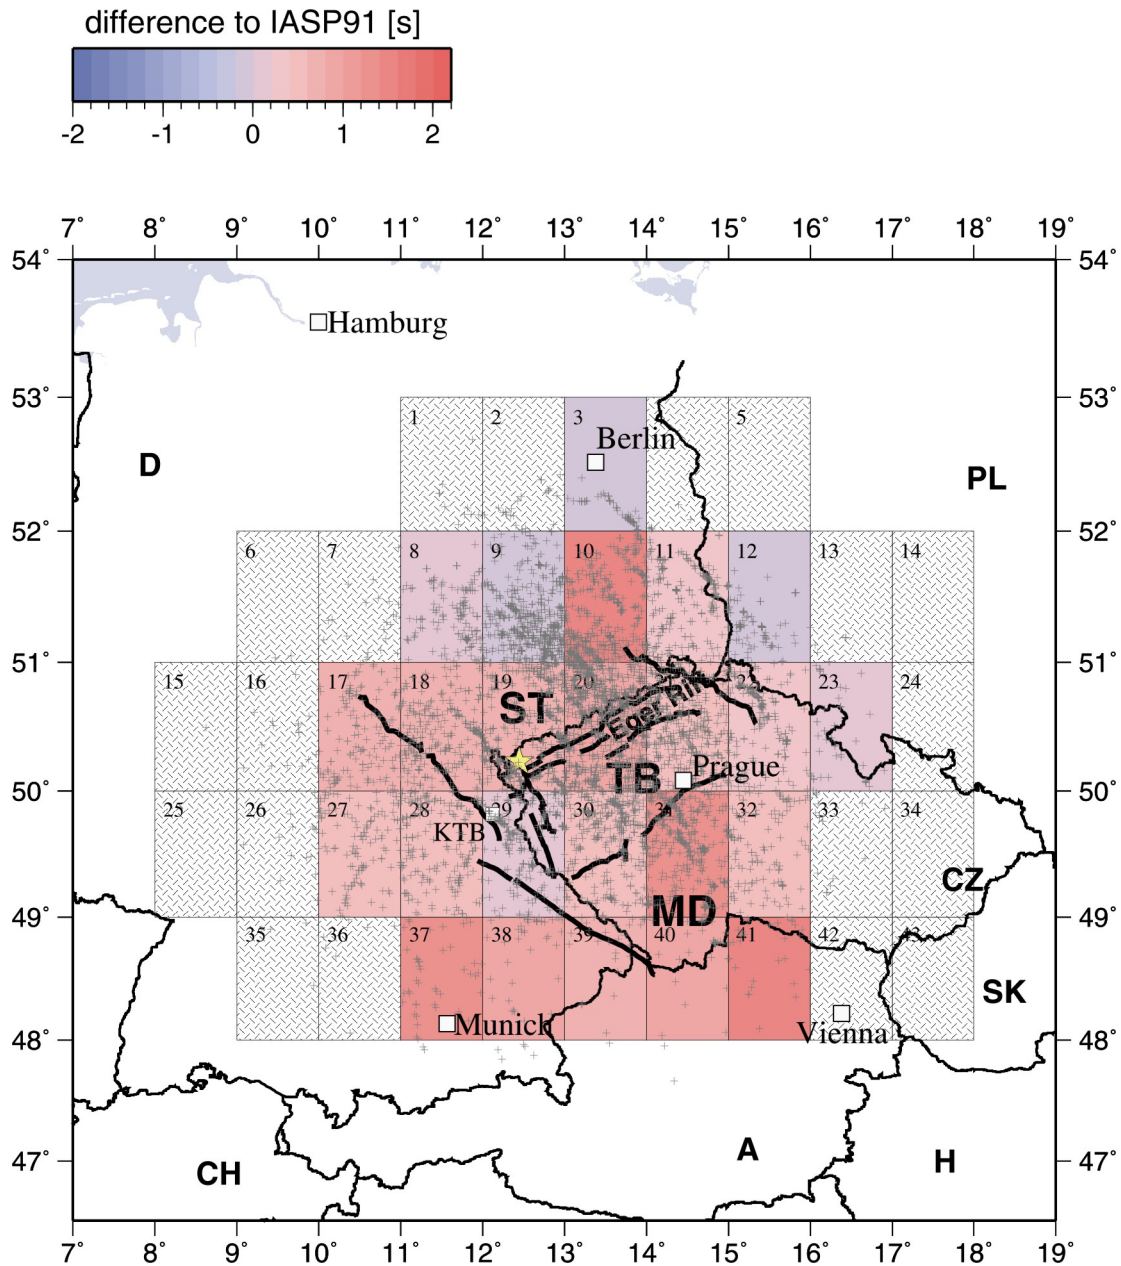 difference to IASP91 [s]
-2 -1 0 1 2
7° 8° 9° 10° 11° 12° 13° 14° 15° 16° 17° 18° 19°
54° 54°
Hamburg
53° 53°
1 2 3 4 5
Berlin
D PL
52° 52°
6 7 8 9 10 11 12 13 14
51° 51°
15 16 17 18 19 20 22 23 24
ST Eger Rift
TB Prague
50° 50°
25 26 27 28 29 30 31 32 33 34
KTB
CZ
MD
49° 49°
35 36 37 38 39 40 41 42 43
SK
Munich Vienna
48° 48°
A H
47° CH 47°
7° 8° 9° 10° 11° 12° 13° 14° 15° 16° 17° 18° 19°